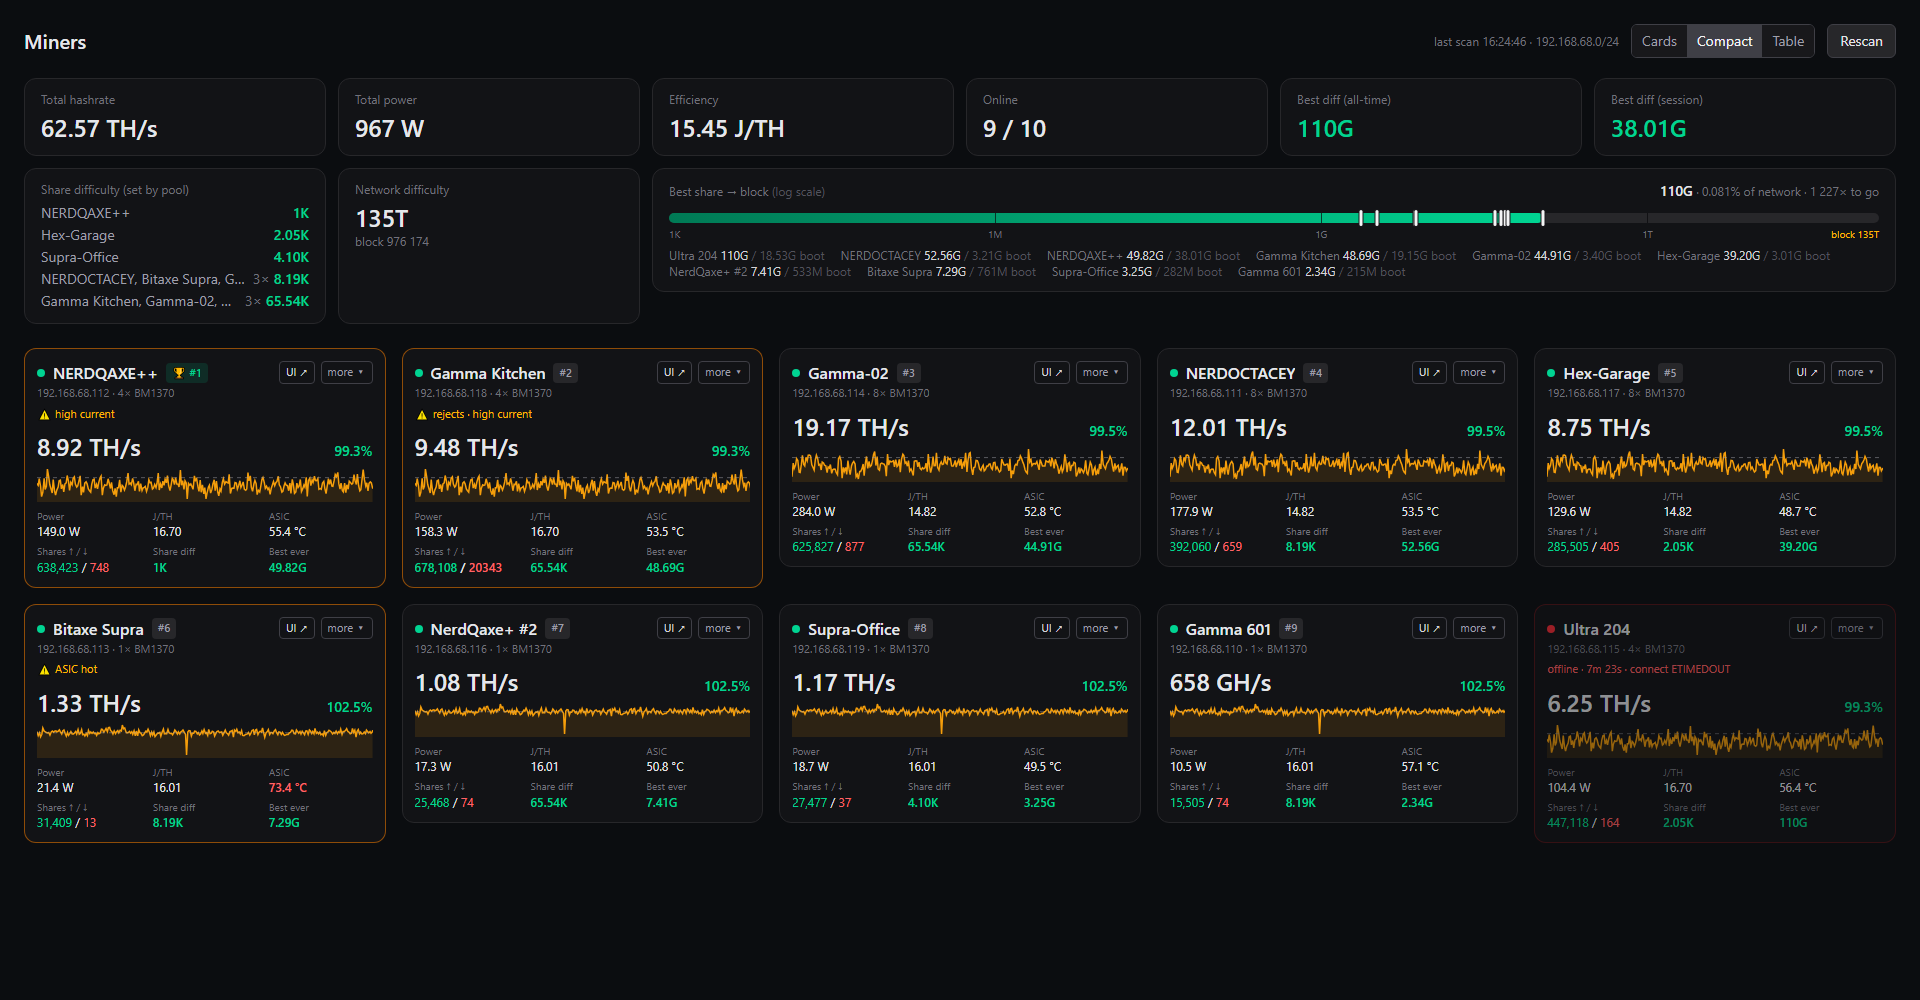 Miners
last scan 16:24:46 · 192.168.68.0/24
Cards Compact Table
Rescan
Total hashrate
62.57 TH/s
Total power
967 W
Efficiency
15.45 J/TH
Online
9 / 10
Best diff (all-time)
110G
Best diff (session)
38.01G
Share difficulty (set by pool)
NERDQAXE++ 1K
Hex-Garage 2.05K
Supra-Office 4.10K
NERDOCTACEY, Bitaxe Supra, G... 3× 8.19K
Gamma Kitchen, Gamma-02, ... 3× 65.54K
Network difficulty
135T
block 976 174
Best share → block (log scale)
110G · 0.081% of network · 1 227× to go
1K 1M 1G 1T block 135T
Ultra 204 110G / 18.53G boot NERDOCTACEY 52.56G / 3.21G boot NERDQAXE++ 49.82G / 38.01G boot Gamma Kitchen 48.69G / 19.15G boot Gamma-02 44.91G / 3.40G boot Hex-Garage 39.20G / 3.01G boot
NerdQaxe+ #2 7.41G / 533M boot Bitaxe Supra 7.29G / 761M boot Supra-Office 3.25G / 282M boot Gamma 601 2.34G / 215M boot
NERDQAXE++ #1 UI ↗ more ▾
192.168.68.112 · 4× BM1370
⚠ high current
8.92 TH/s 99.3%
Power J/TH ASIC
149.0 W 16.70 55.4 °C
Shares ↑ / ↓ Share diff Best ever
638,423 / 748 1K 49.82G
Gamma Kitchen #2 UI ↗ more ▾
192.168.68.118 · 4× BM1370
⚠ rejects · high current
9.48 TH/s 99.3%
Power J/TH ASIC
158.3 W 16.70 53.5 °C
Shares ↑ / ↓ Share diff Best ever
678,108 / 20343 65.54K 48.69G
Gamma-02 #3 UI ↗ more ▾
192.168.68.114 · 8× BM1370
19.17 TH/s 99.5%
Power J/TH ASIC
284.0 W 14.82 52.8 °C
Shares ↑ / ↓ Share diff Best ever
625,827 / 877 65.54K 44.91G
NERDOCTACEY #4 UI ↗ more ▾
192.168.68.111 · 8× BM1370
12.01 TH/s 99.5%
Power J/TH ASIC
177.9 W 14.82 53.5 °C
Shares ↑ / ↓ Share diff Best ever
392,060 / 659 8.19K 52.56G
Hex-Garage #5 UI ↗ more ▾
192.168.68.117 · 8× BM1370
8.75 TH/s 99.5%
Power J/TH ASIC
129.6 W 14.82 48.7 °C
Shares ↑ / ↓ Share diff Best ever
285,505 / 405 2.05K 39.20G
Bitaxe Supra #6 UI ↗ more ▾
192.168.68.113 · 1× BM1370
⚠ ASIC hot
1.33 TH/s 102.5%
Power J/TH ASIC
21.4 W 16.01 73.4 °C
Shares ↑ / ↓ Share diff Best ever
31,409 / 13 8.19K 7.29G
NerdQaxe+ #2 #7 UI ↗ more ▾
192.168.68.116 · 1× BM1370
1.08 TH/s 102.5%
Power J/TH ASIC
17.3 W 16.01 50.8 °C
Shares ↑ / ↓ Share diff Best ever
25,468 / 74 65.54K 7.41G
Supra-Office #8 UI ↗ more ▾
192.168.68.119 · 1× BM1370
1.17 TH/s 102.5%
Power J/TH ASIC
18.7 W 16.01 49.5 °C
Shares ↑ / ↓ Share diff Best ever
27,477 / 37 4.10K 3.25G
Gamma 601 #9 UI ↗ more ▾
192.168.68.110 · 1× BM1370
658 GH/s 102.5%
Power J/TH ASIC
10.5 W 16.01 57.1 °C
Shares ↑ / ↓ Share diff Best ever
15,505 / 74 8.19K 2.34G
Ultra 204 UI ↗ more ▾
192.168.68.115 · 4× BM1370
offline · 7m 23s · connect ETIMEDOUT
6.25 TH/s 99.3%
Power J/TH ASIC
104.4 W 16.70 56.4 °C
Shares ↑ / ↓ Share diff Best ever
447,118 / 164 2.05K 110G